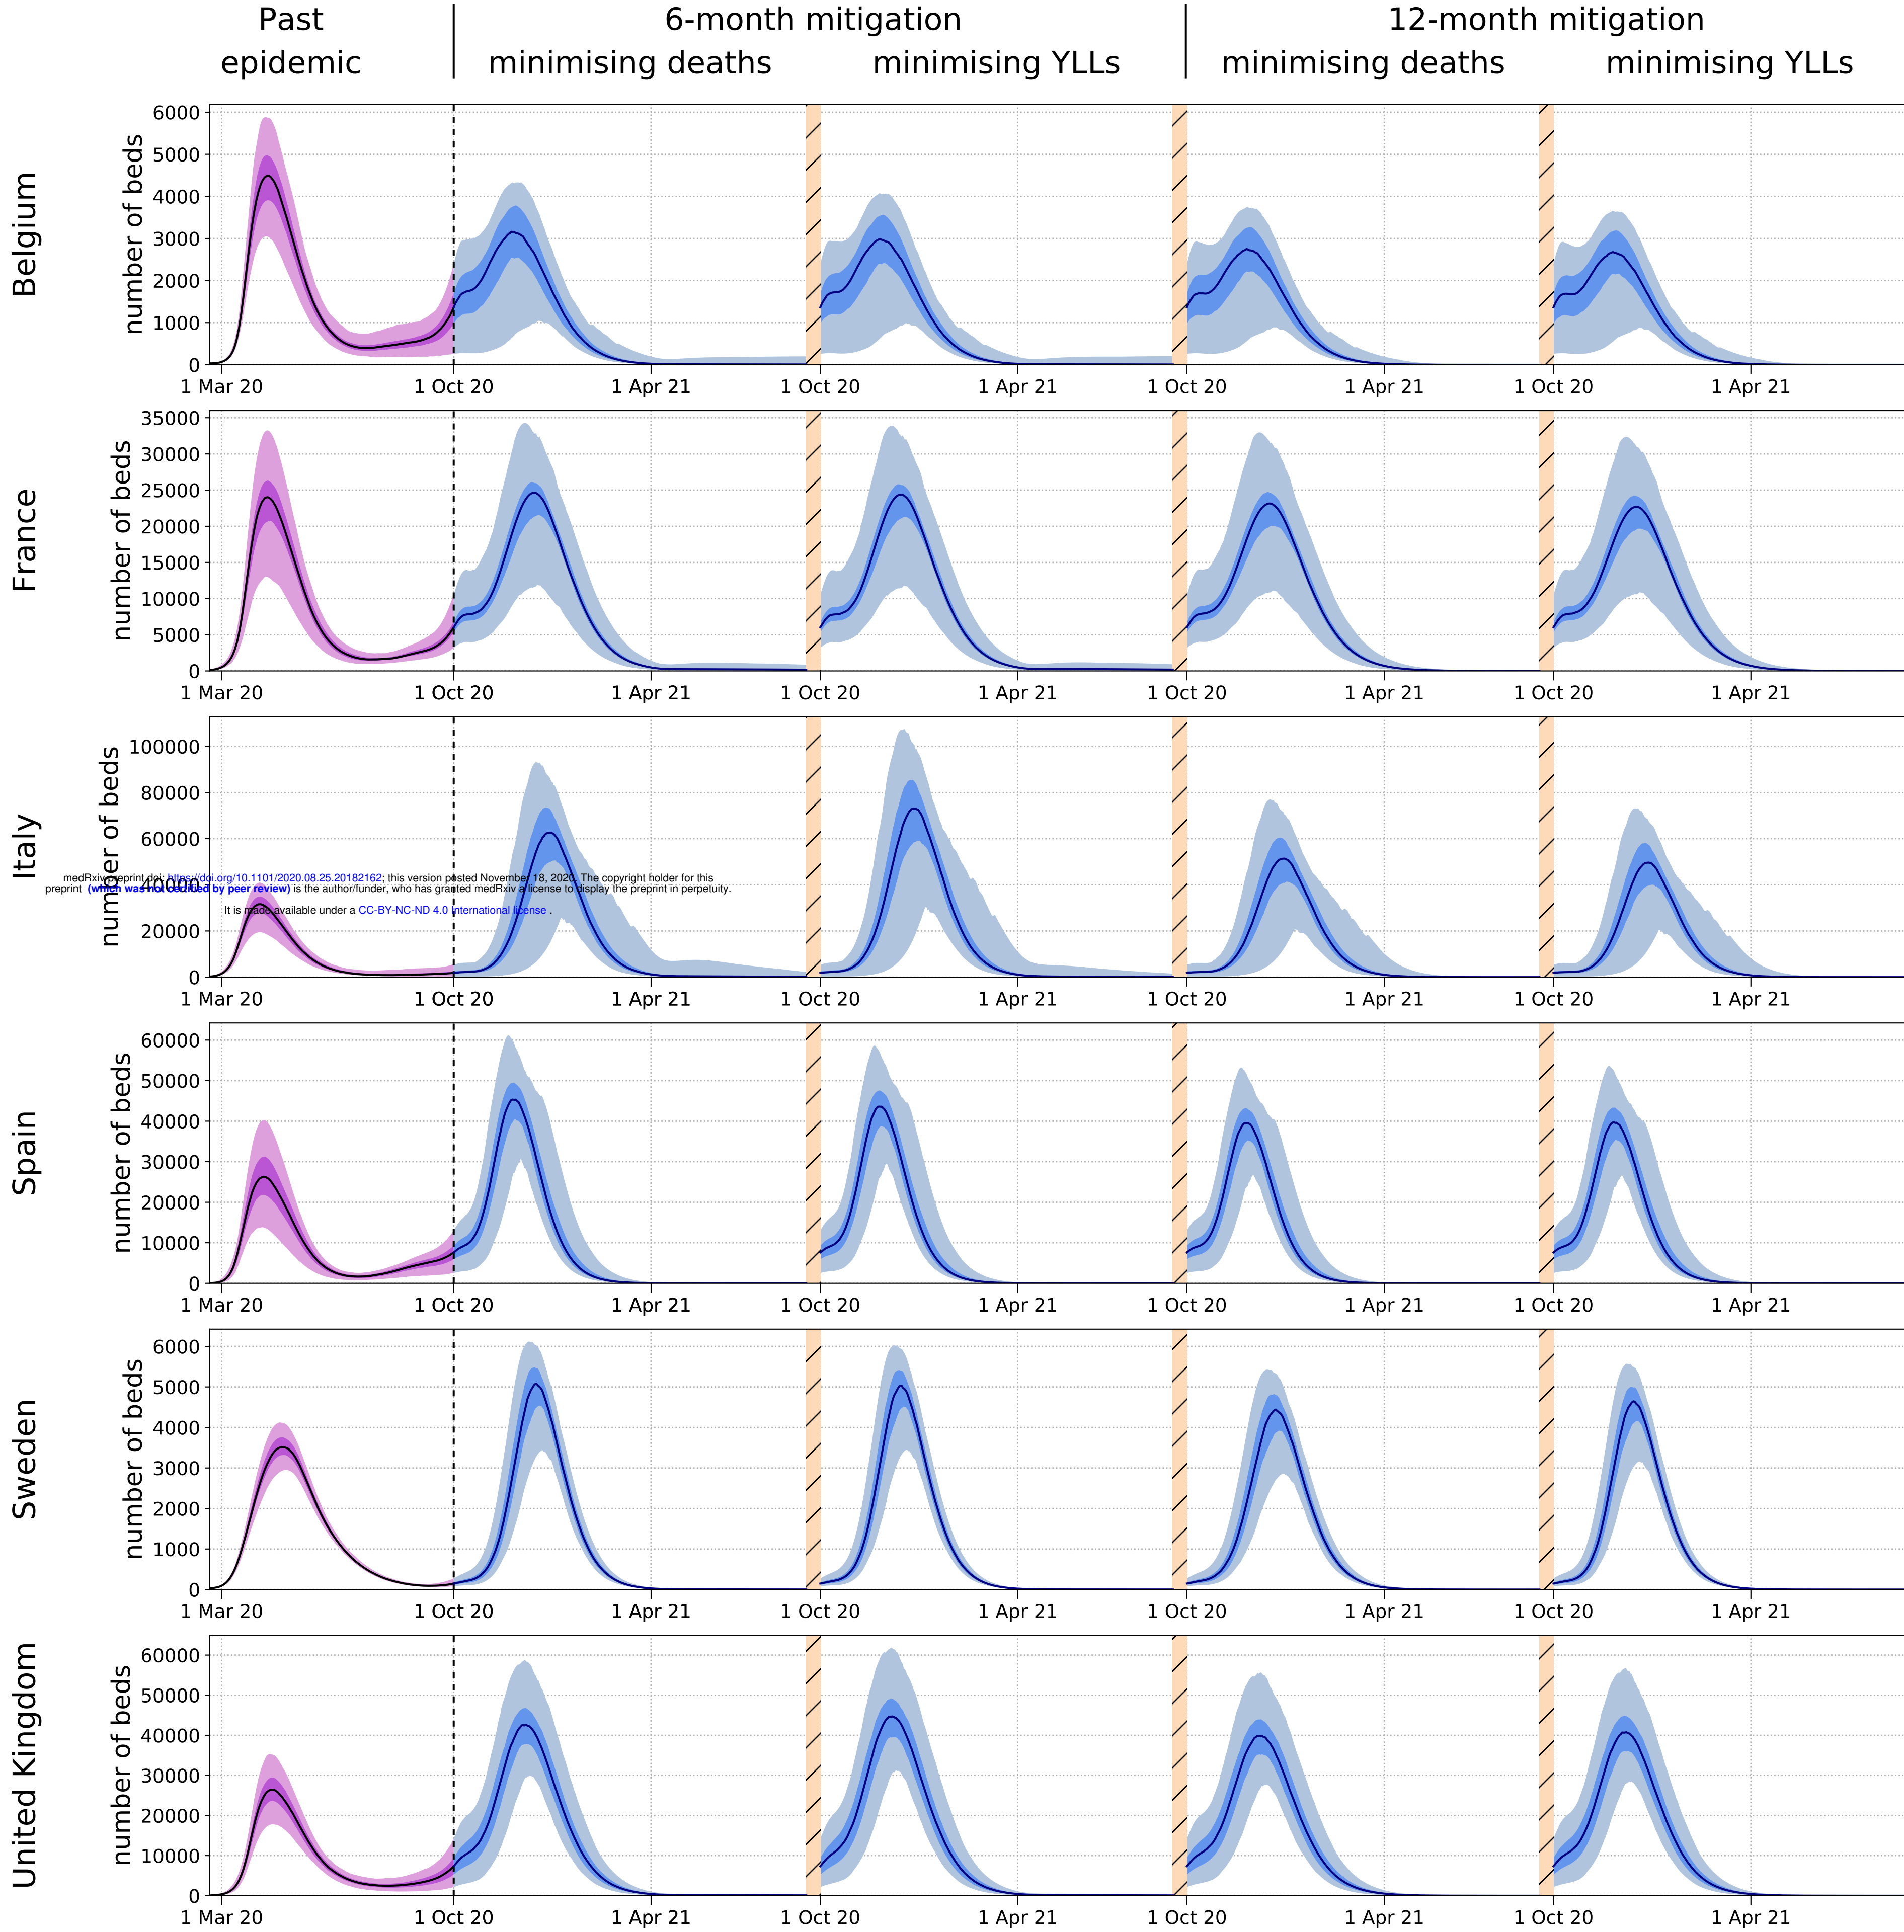 Past
6-month mitigation
12-month mitigation
epidemic
minimising deaths
minimising YLLs
minimising deaths
minimising YLLs
Belgium
number of beds
6000
5000
4000
3000
2000
1000
0
1 Mar 20
1 Oct 20
1 Apr 21
1 Oct 20
1 Apr 21
1 Oct 20
1 Apr 21
1 Oct 20
1 Apr 21
France
number of beds
35000
30000
25000
20000
15000
10000
5000
0
1 Mar 20
1 Oct 20
1 Apr 21
1 Oct 20
1 Apr 21
1 Oct 20
1 Apr 21
1 Oct 20
1 Apr 21
Italy
number of beds
100000
80000
60000
40000
20000
0
medRxiv preprint doi: https://doi.org/10.1101/2020.08.25.20182162; this version posted November 18, 2020. The copyright holder for this
preprint (which was not certified by peer review) is the author/funder, who has granted medRxiv a license to display the preprint in perpetuity.
It is made available under a CC-BY-NC-ND 4.0 International license .
1 Mar 20
1 Oct 20
1 Apr 21
1 Oct 20
1 Apr 21
1 Oct 20
1 Apr 21
1 Oct 20
1 Apr 21
Spain
number of beds
60000
50000
40000
30000
20000
10000
0
1 Mar 20
1 Oct 20
1 Apr 21
1 Oct 20
1 Apr 21
1 Oct 20
1 Apr 21
1 Oct 20
1 Apr 21
Sweden
number of beds
6000
5000
4000
3000
2000
1000
0
1 Mar 20
1 Oct 20
1 Apr 21
1 Oct 20
1 Apr 21
1 Oct 20
1 Apr 21
1 Oct 20
1 Apr 21
United Kingdom
number of beds
60000
50000
40000
30000
20000
10000
0
1 Mar 20
1 Oct 20
1 Apr 21
1 Oct 20
1 Apr 21
1 Oct 20
1 Apr 21
1 Oct 20
1 Apr 21